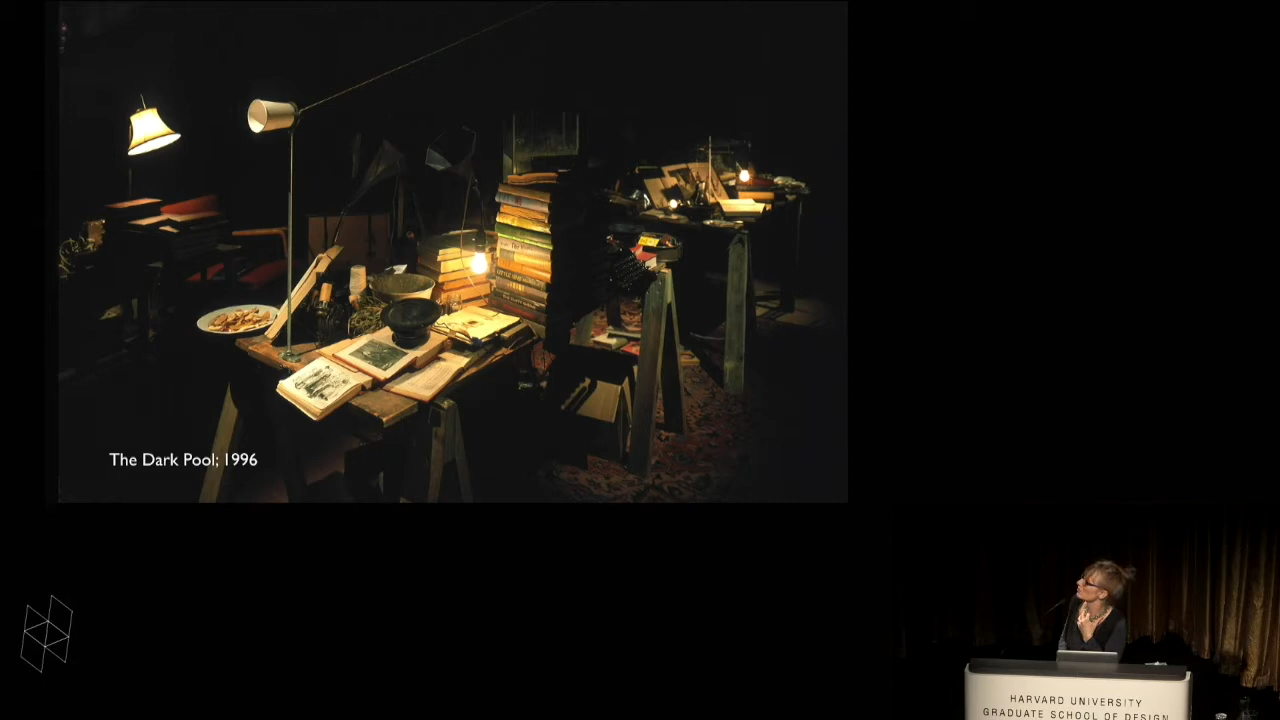 The Dark Pool; 1996
HARVARD UNIVERSITY
GRADUATE SCHOOL OF DESIGN